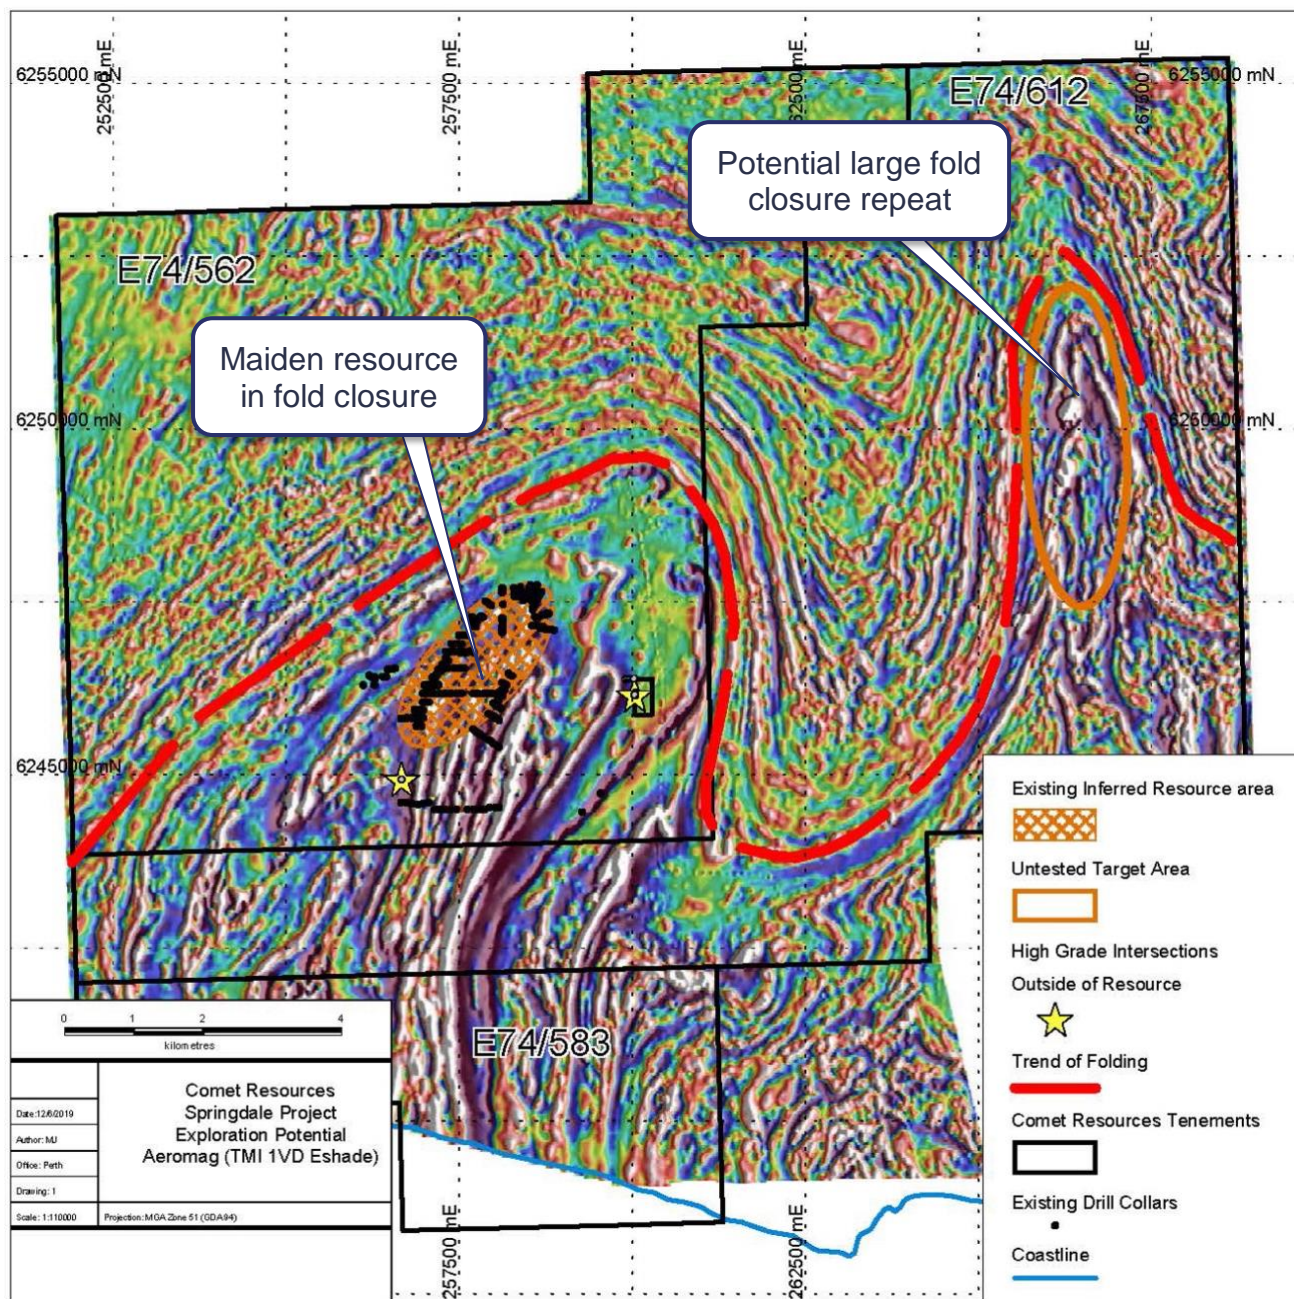 252500 mE
257500 mE
262500 mE
267500 mE
6255000 mN
6255000 mN
E74/612
Potential large fold
closure repeat
E74/562
Maiden resource
in fold closure
6250000 mN
6250000 mN
6245000 mN
Existing Inferred Resource area
Untested Target Area
High Grade Intersections
Outside of Resource
Trend of Folding
Comet Resources Tenements
Existing Drill Collars
Coastline
E74/583
0 1 2 4
kilometres
Comet Resources
Springdale Project
Exploration Potential
Aeromag (TMI 1VD Eshade)
Date:12/6/2019
Author: MJ
Office: Perth
Drawing: 1
Scale: 1:110000
Projection: MGA Zone 51 (GDA94)
257500 mE
262500 mE